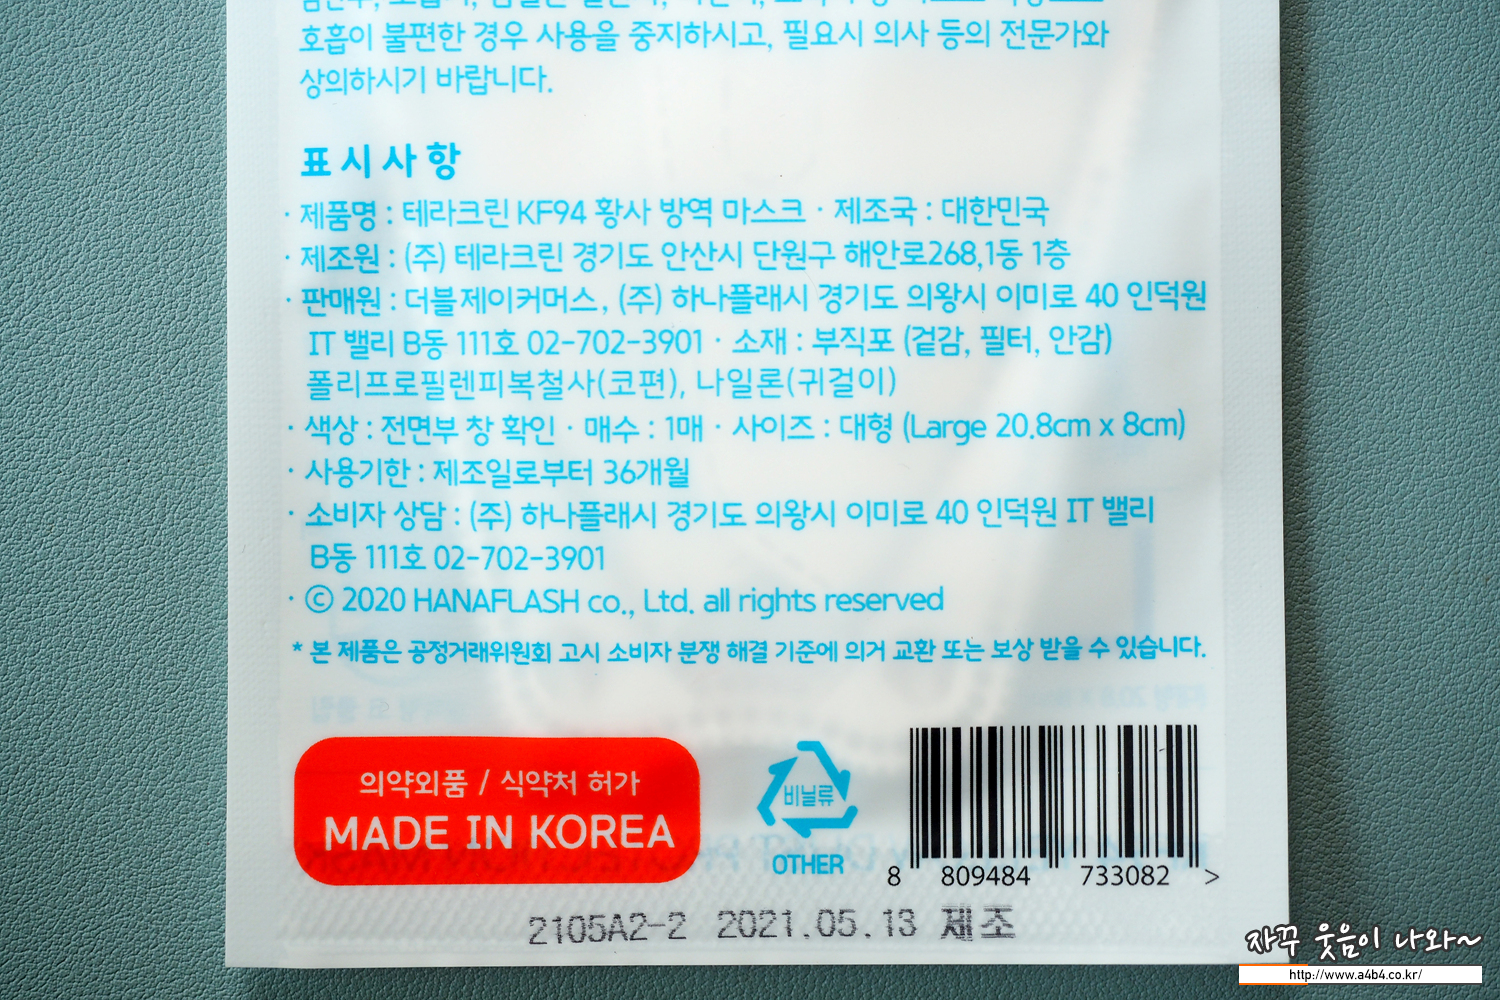 호흡이 불편한 경우 사용을 중지하시고, 필요시 의사 등의 전문가와
상의하시기 바랍니다.
표시사항
· 제품명 : 테라크린 KF94 황사 방역 마스크 · 제조국 : 대한민국
· 제조원 : (주) 테라크린 경기도 안산시 단원구 해안로268,1동 1층
· 판매원 : 더블제이커머스, (주) 하나플래시 경기도 의왕시 이미로 40 인덕원
IT 밸리 B동 111호 02-702-3901 · 소재 : 부직포 (겉감, 필터, 안감)
폴리프로필렌피복철사(코편), 나일론(귀걸이)
· 색상 : 전면부 창 확인 · 매수 : 1매 · 사이즈 : 대형 (Large 20.8cm x 8cm)
· 사용기한 : 제조일로부터 36개월
· 소비자 상담 : (주) 하나플래시 경기도 의왕시 이미로 40 인덕원 IT 밸리
B동 111호 02-702-3901
· © 2020 HANAFLASH co., Ltd. all rights reserved
* 본 제품은 공정거래위원회 고시 소비자 분쟁 해결 기준에 의거 교환 또는 보상 받을 수 있습니다.
의약외품 / 식약처 허가
MADE IN KOREA
비닐류
OTHER
8 809484 733082 >
2105A2-2 2021.05.13 제조
자꾸 웃음이 나와~
http://www.a4b4.co.kr/